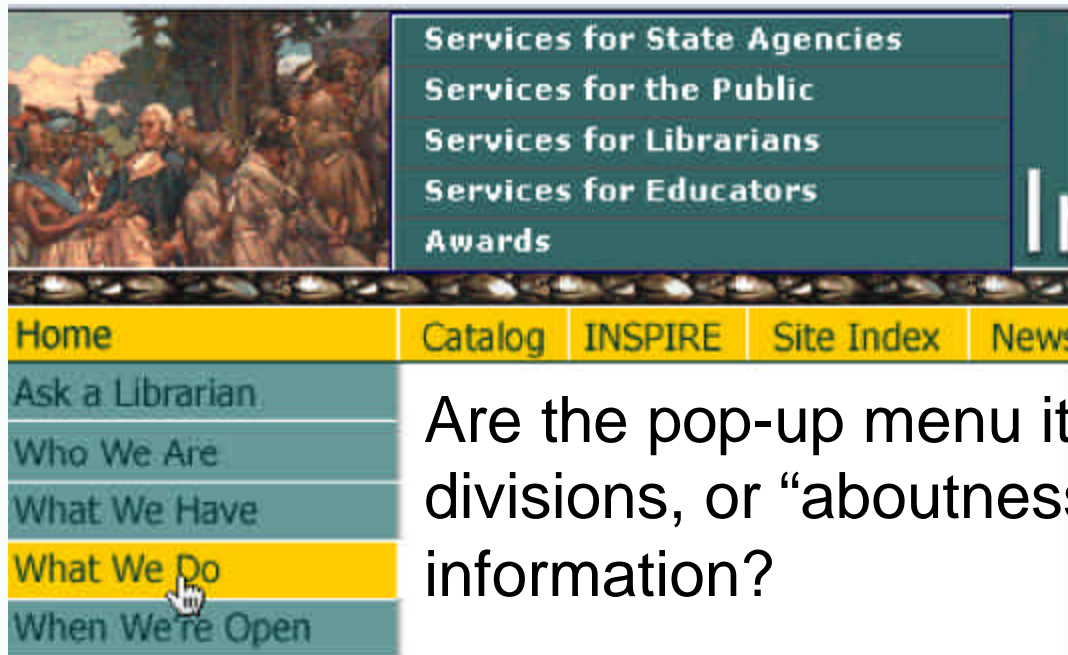 Services for State Agencies
Services for the Public
Services for Librarians
Services for Educators
Awards
Home
Catalog
INSPIRE
Site Index
News
Ask a Librarian
Who We Are
What We Have
What We Do
When We're Open
Are the pop-up menu it
divisions, or “aboutness
information?